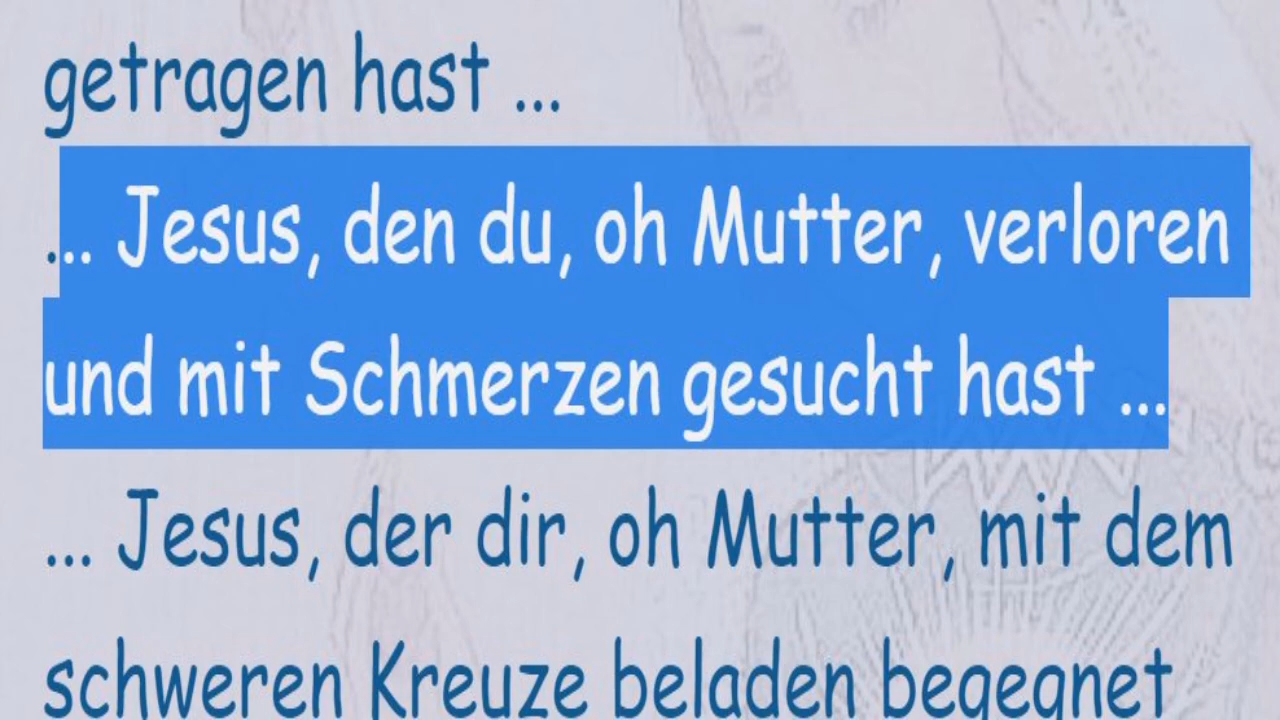 getragen hast ...
... Jesus, den du, oh Mutter, verloren
und mit Schmerzen gesucht hast ...
... Jesus, der dir, oh Mutter, mit dem
schweren Kreuze beladen begegnet